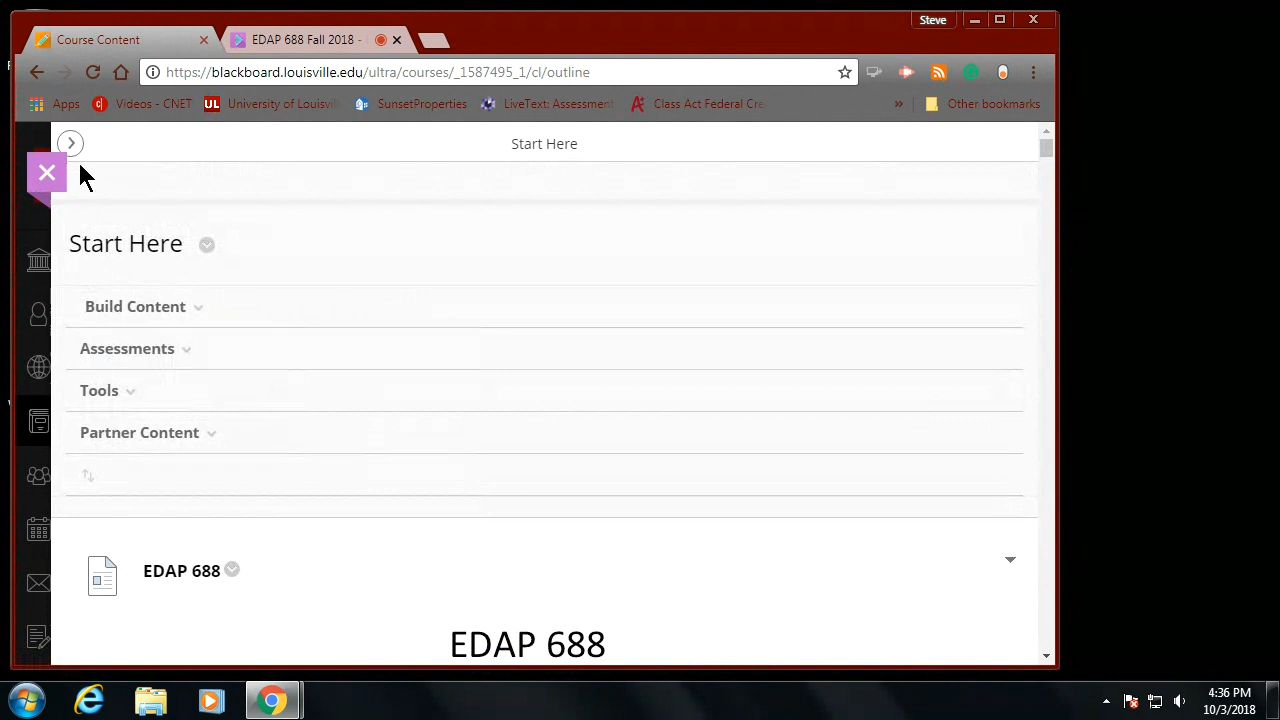 Steve
Course Content
EDAP 688 Fall 2018 -
https://blackboard.louisville.edu/ultra/courses/_1587495_1/cl/outline
Apps
Videos - CNET
UL University of Louisvil
SunsetProperties
LiveText: Assessment
Class Act Federal Cre
»
Other bookmarks
Start Here
Start Here
Build Content
Assessments
Tools
Partner Content
EDAP 688
EDAP 688
4:36 PM
10/3/2018